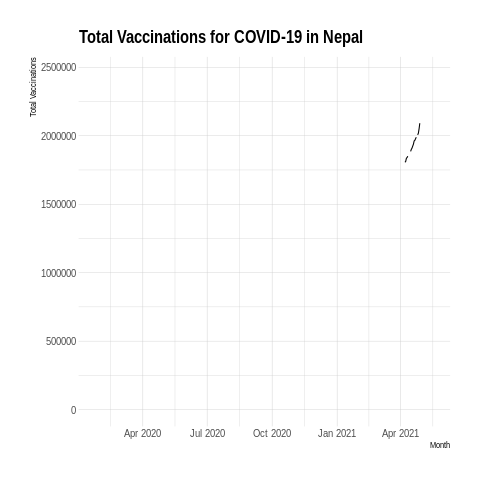 Total Vaccinations for COVID-19 in Nepal
Total Vaccinations
2500000
2000000
1500000
1000000
500000
0
Apr 2020 Jul 2020 Oct 2020 Jan 2021 Apr 2021
Month